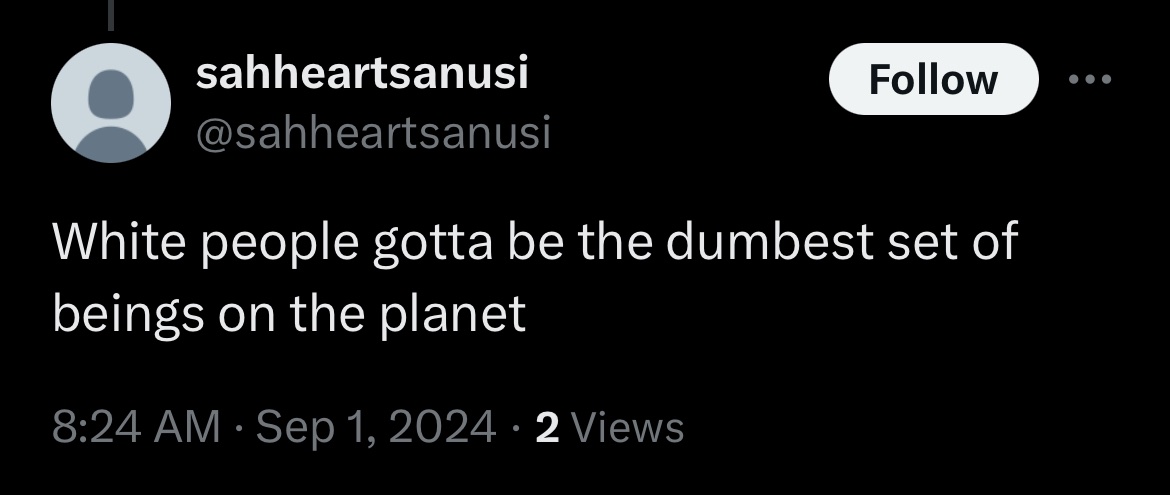 sahheartsanusi
Follow
@sahheartsanusi
White people gotta be the dumbest set of
beings on the planet
8:24 AM · Sep 1, 2024 · 2 Views